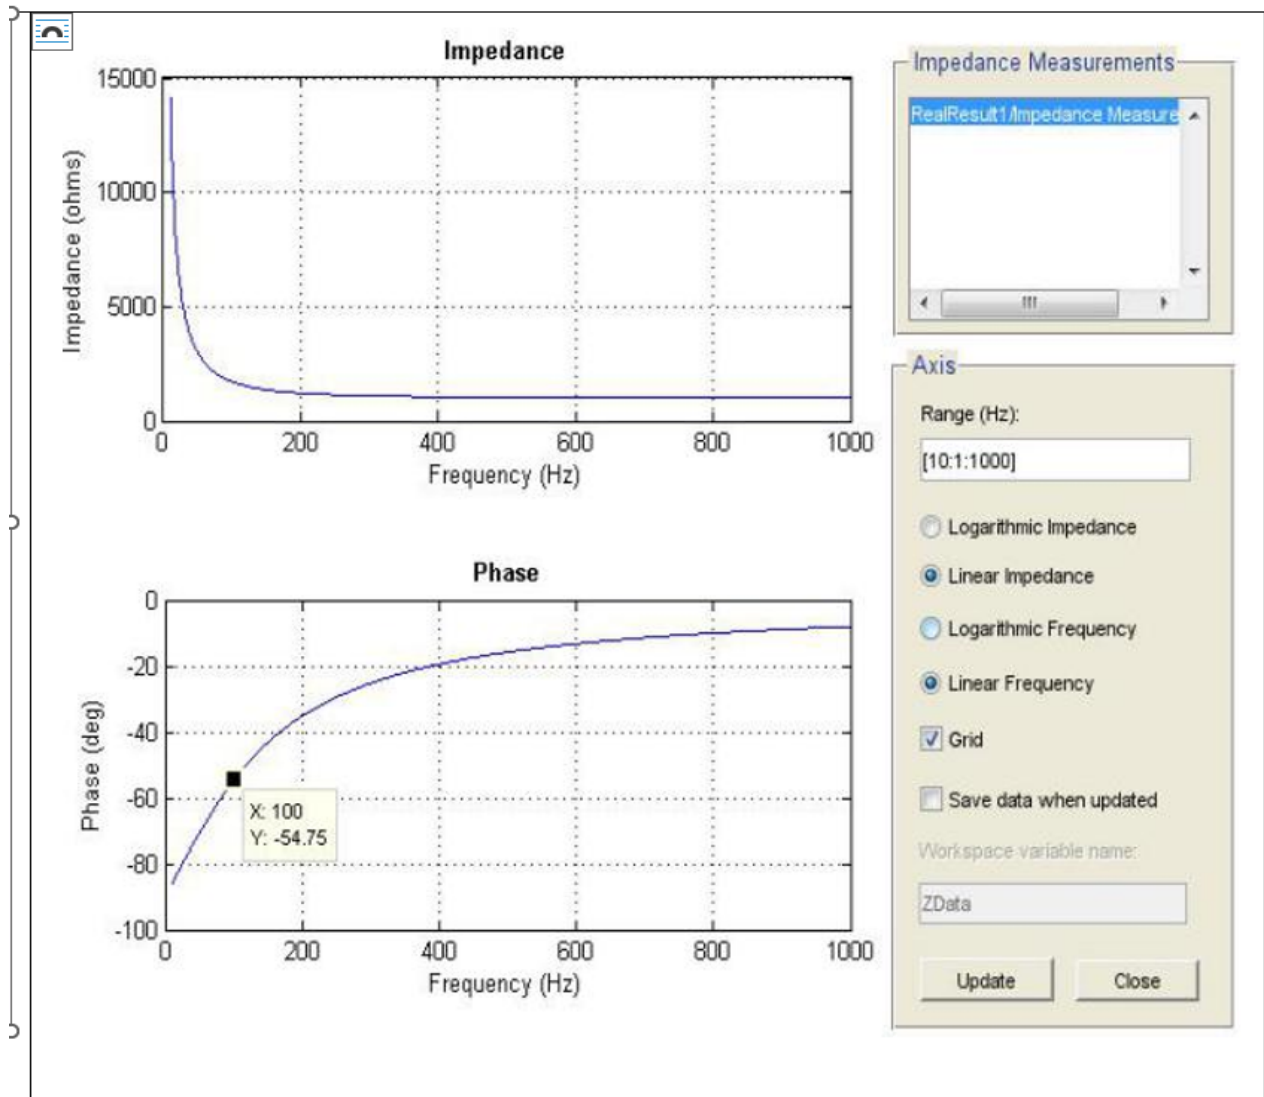 Impedance
15000
10000
5000
0
Impedance (ohms)
0 200 400 600 800 1000
Frequency (Hz)
Phase
0
-20
-40
-60
-80
-100
Phase (deg)
X: 100
Y: -54.75
0 200 400 600 800 1000
Frequency (Hz)
Impedance Measurements
RealResult1/Impedance Measure
Axis
Range (Hz):
[10:1:1000]
Logarithmic Impedance
Linear Impedance
Logarithmic Frequency
Linear Frequency
Grid
Save data when updated
Workspace variable name:
ZData
Update Close